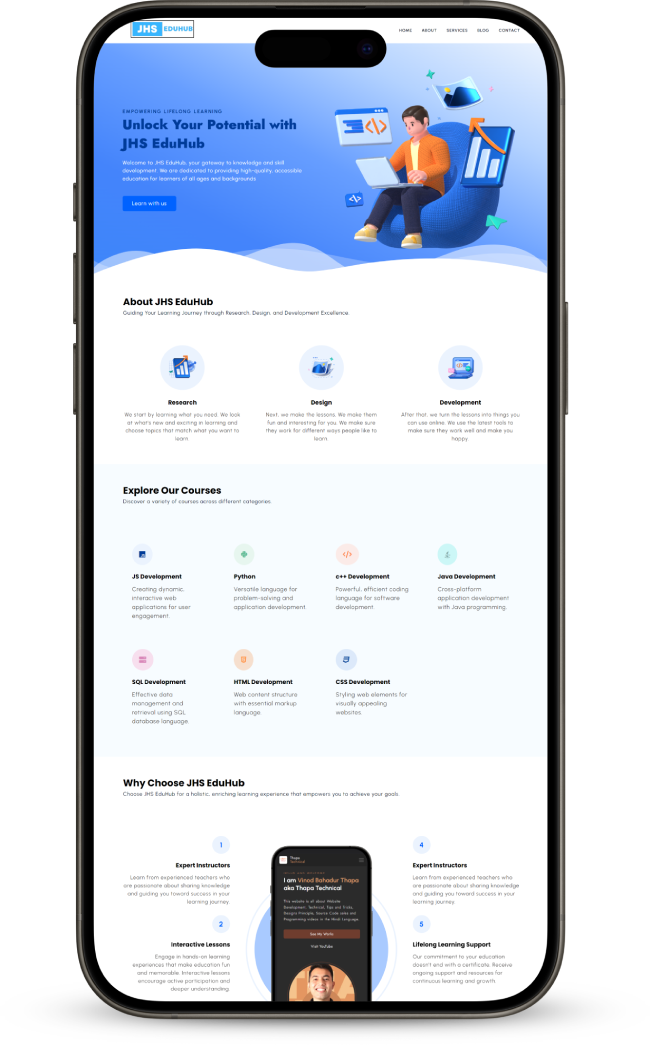 JHS EDUHUB
HOME ABOUT SERVICES BLOG CONTACT
EMPOWERING LIFELONG LEARNING
Unlock Your Potential with
JHS EduHub
Welcome to JHS EduHub, your gateway to knowledge and skill
development. We are dedicated to providing high-quality, accessible
education for learners of all ages and backgrounds.
Learn with us
About JHS EduHub
Guiding Your Learning Journey through Research, Design, and Development Excellence.
Research
We start by learning what you need. We look
at what's new and exciting in learning and
choose topics that match what you want to
learn.
Design
Next, we make the lessons. We make them
fun and interesting for you. We make sure
they work for different ways people like to
learn.
Development
After that, we turn the lessons into things you
can use online. We use the latest tools to
make sure they work well and make you
happy.
Explore Our Courses
Discover a variety of courses across different categories.
JS Development
Creating dynamic,
interactive web
applications for user
engagement.
Python
Versatile language for
problem-solving and
application development.
c++ Development
Powerful, efficient coding
language for software
development.
Java Development
Cross-platform
application development
with Java programming.
SQL Development
Effective data
management and
retrieval using SQL
database language.
HTML Development
Web content structure
with essential markup
language.
CSS Development
Styling web elements for
visually appealing
websites.
Why Choose JHS EduHub
Choose JHS EduHub for a holistic, enriching learning experience that empowers you to achieve your goals.
1
Expert Instructors
Learn from experienced teachers who
are passionate about sharing knowledge
and guiding you toward success in your
learning journey.
2
Interactive Lessons
Engage in hands-on learning
experiences that make education fun
and memorable. Interactive lessons
encourage active participation and
deeper understanding.
Thapa
Technical
I am Vinod Bahadur Thapa
aka Thapa Technical
This website is all about Website
Development, Technical, Tips and Tricks,
Designs Principle, Source Code aske and
Programming videos in the Hindi Language.
See My Works
Visit YouTube
4
Expert Instructors
Learn from experienced teachers who
are passionate about sharing knowledge
and guiding you toward success in your
learning journey.
5
Lifelong Learning Support
Our commitment to your education
doesn't end with a certificate. Receive
ongoing support and resources for
continuous learning and growth.